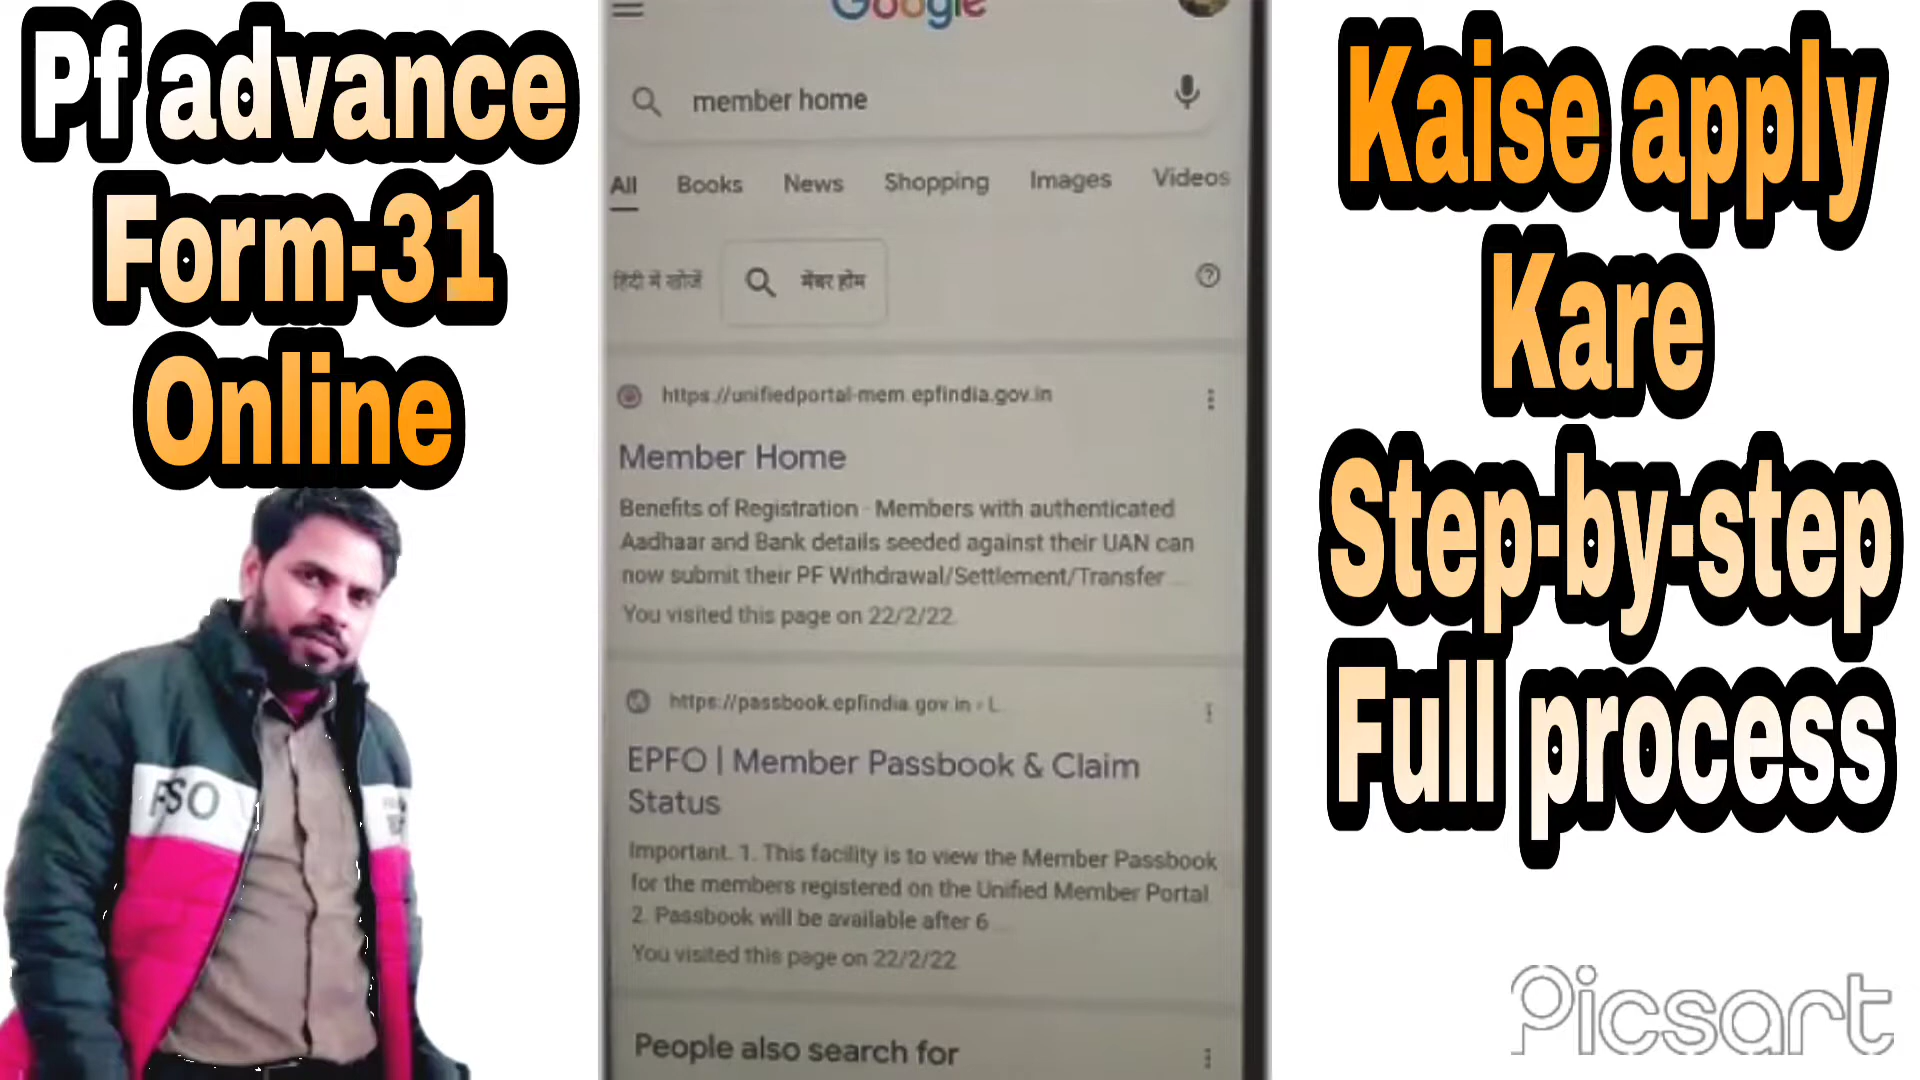 Pf advance
Form-31
Online
Google
member home
All Books News Shopping Images Videos
हिंदी में खोजें मेंबर होम
https://unifiedportal-mem.epfindia.gov.in
Member Home
Benefits of Registration - Members with authenticated
Aadhaar and Bank details seeded against their UAN can
now submit their PF Withdrawal/Settlement/Transfer ...
You visited this page on 22/2/22.
https://passbook.epfindia.gov.in › L...
EPFO | Member Passbook & Claim
Status
Important. 1. This facility is to view the Member Passbook
for the members registered on the Unified Member Portal
2. Passbook will be available after 6 ...
You visited this page on 22/2/22
People also search for
Kaise apply
Kare
Step-by-step
Full process
Picsart